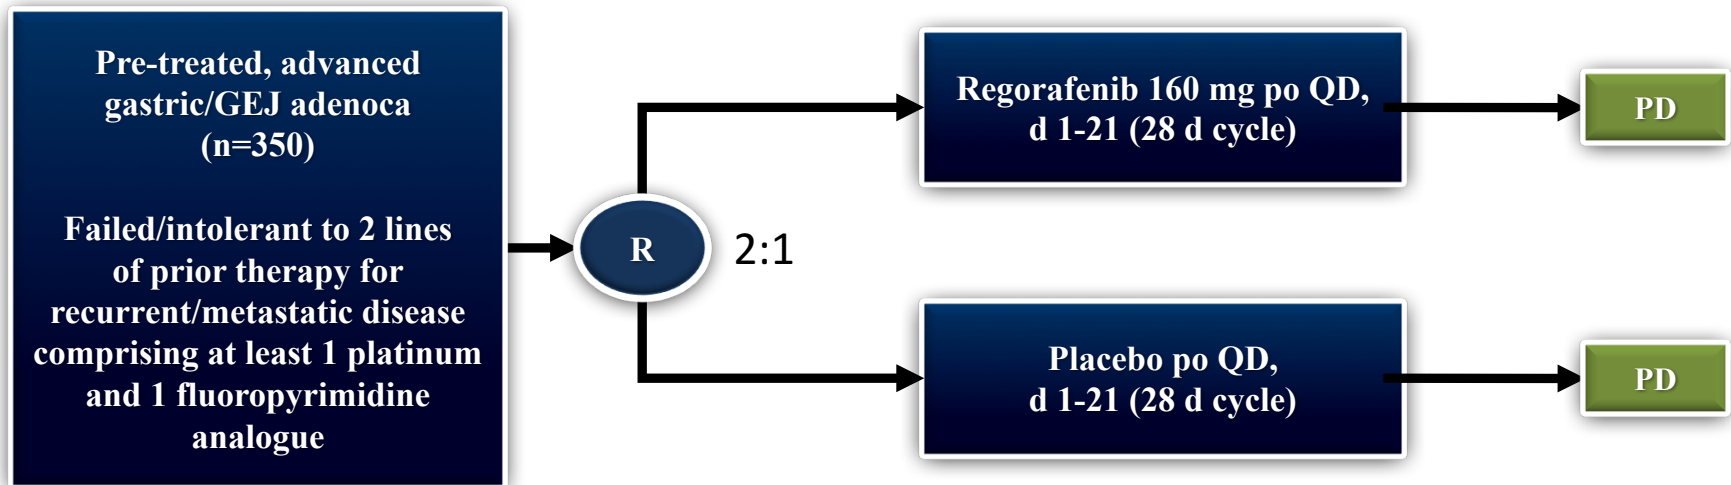 Pre-treated, advanced
gastric/GEJ adenoca
(n=350)
Failed/intolerant to 2 lines
of prior therapy for
recurrent/metastatic disease
comprising at least 1 platinum
and 1 fluoropyrimidine
analogue
R
2:1
Regorafenib 160 mg po QD,
d 1-21 (28 d cycle)
PD
Placebo po QD,
d 1-21 (28 d cycle)
PD